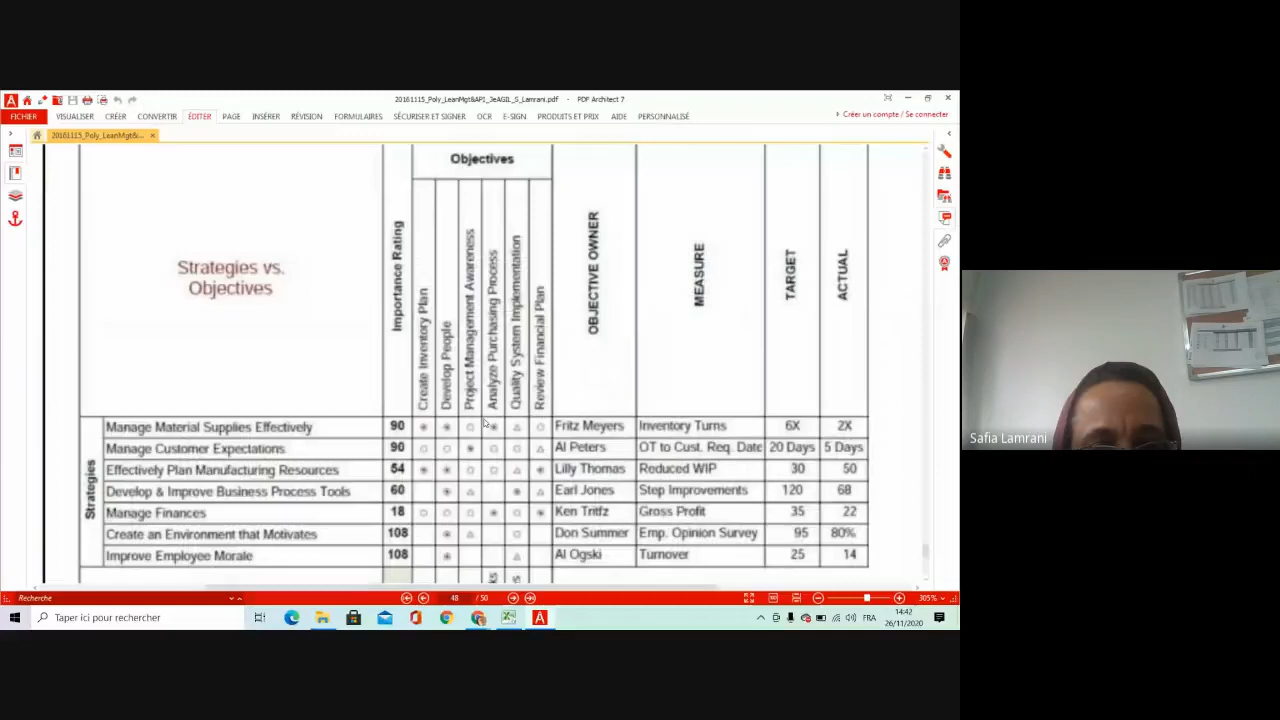 20161115_Poly_LeanMgt&API_JeAGIL_S_Lamrani.pdf - PDF Architect 7
FICHIER VISUALISER CRÉER CONVERTIR ÉDITER PAGE INSÉRER RÉVISION FORMULAIRES SÉCURISER ET SIGNER OCR E-SIGN PRODUITS ET PRIX AIDE PERSONNALISÉ Créer un compte / Se connecter
20161115_Poly_LeanMgt&...
Objectives
Strategies vs.
Objectives
Importance Rating
Create Inventory Plan
Develop People
Project Management Awareness
Analyze Purchasing Process
Quality System Implementation
Review Financial Plan
OBJECTIVE OWNER
MEASURE
TARGET
ACTUAL
Strategies
Manage Material Supplies Effectively 90 Fritz Meyers Inventory Turns 6X 2X
Manage Customer Expectations 90 Al Peters OT to Cust. Req. Date 20 Days 5 Days
Effectively Plan Manufacturing Resources 54 Lilly Thomas Reduced WIP 30 50
Develop & Improve Business Process Tools 60 Earl Jones Step Improvements 120 68
Manage Finances 18 Ken Tritfz Gross Profit 35 22
Create an Environment that Motivates 108 Don Summer Emp. Opinion Survey 95 80%
Improve Employee Morale 108 Al Ogski Turnover 25 14
Safia Lamrani
Recherche 48 / 50 305%
Taper ici pour rechercher FRA 14:42
26/11/2020